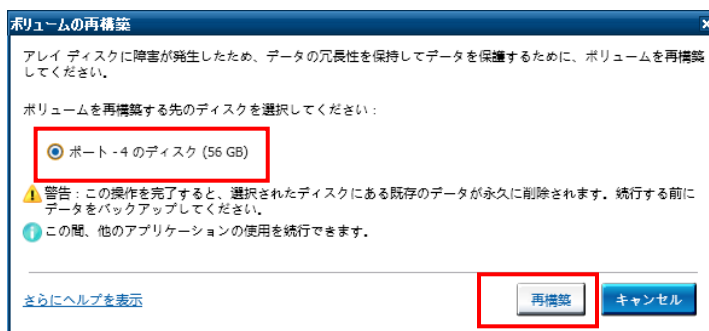 ボリュームの再構築
アレイ ディスクに障害が発生したため、データの冗長性を保持してデータを保護するために、ボリュームを再構築
してください。
ボリュームを再構築する先のディスクを選択してください：
ポート - 4 のディスク (56 GB)
警告：この操作を完了すると、選択されたディスクにある既存のデータが永久に削除されます。続行する前に
データをバックアップしてください。
この間、他のアプリケーションの使用を続行できます。
さらにヘルプを表示
再構築
キャンセル